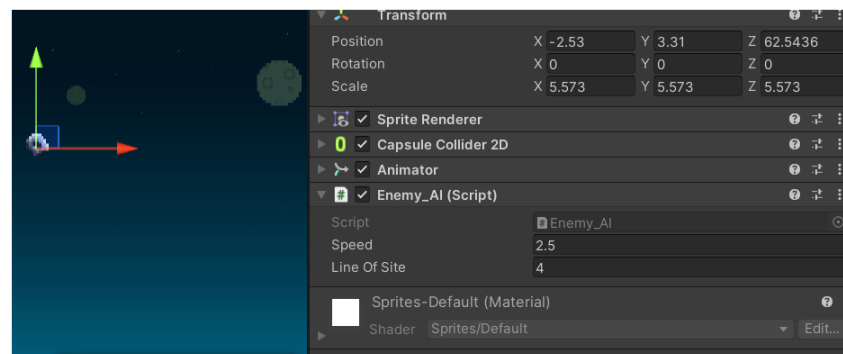 Transform
Position X -2.53 Y 3.31 Z 62.5436
Rotation X 0 Y 0 Z 0
Scale X 5.573 Y 5.573 Z 5.573
Sprite Renderer
Capsule Collider 2D
Animator
# Enemy_AI (Script)
Script # Enemy_AI
Speed 2.5
Line Of Site 4
Sprites-Default (Material)
Shader Sprites/Default Edit...